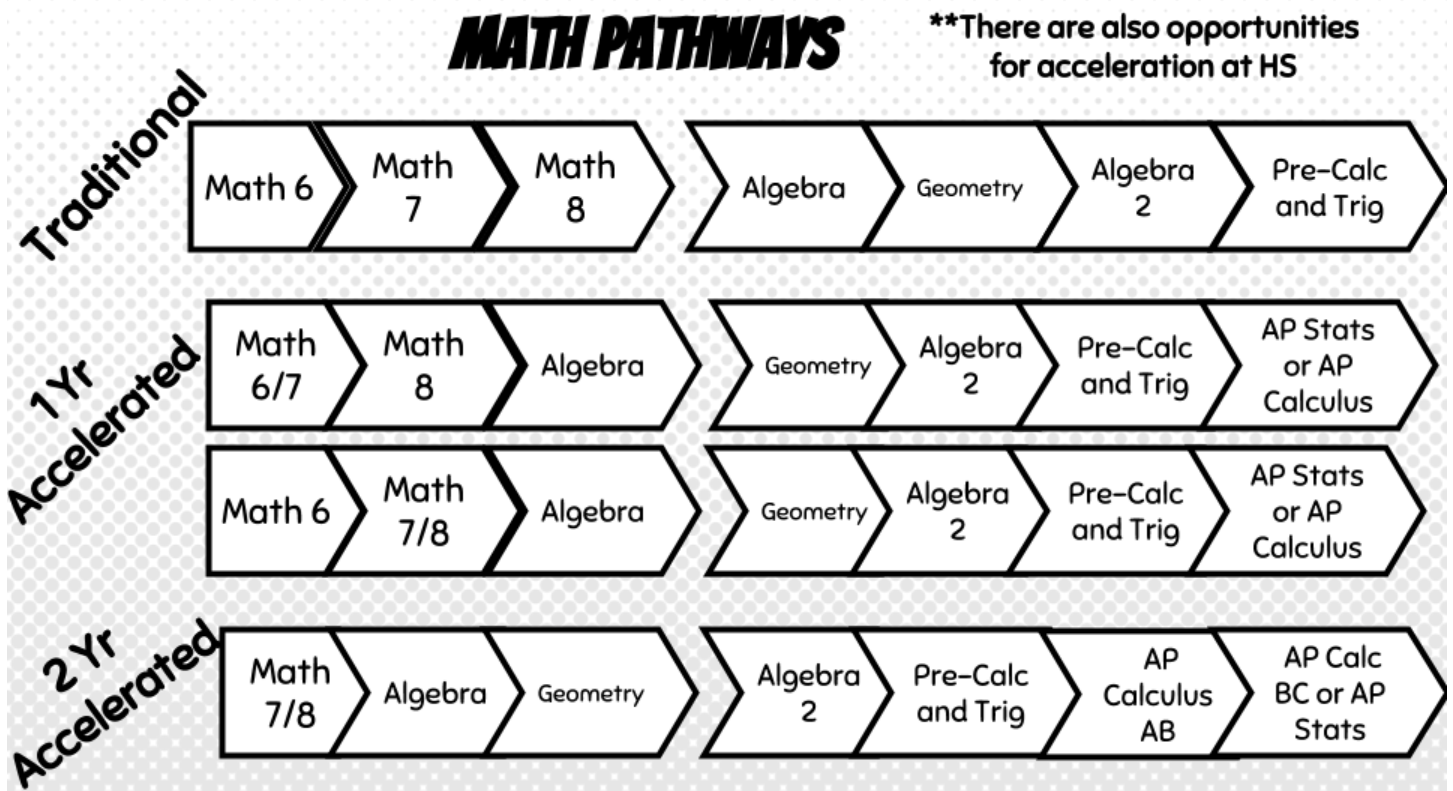 MATH PATHWAYS
**There are also opportunities
for acceleration at HS
Traditional
Math 6
Math
7
Math
8
Algebra
Geometry
Algebra
2
Pre-Calc
and Trig
1 Yr
Accelerated
Math
6/7
Math
8
Algebra
Geometry
Algebra
2
Pre-Calc
and Trig
AP Stats
or AP
Calculus
Math 6
Math
7/8
Algebra
Geometry
Algebra
2
Pre-Calc
and Trig
AP Stats
or AP
Calculus
2 Yr
Accelerated
Math
7/8
Algebra
Geometry
Algebra
2
Pre-Calc
and Trig
AP
Calculus
AB
AP Calc
BC or AP
Stats